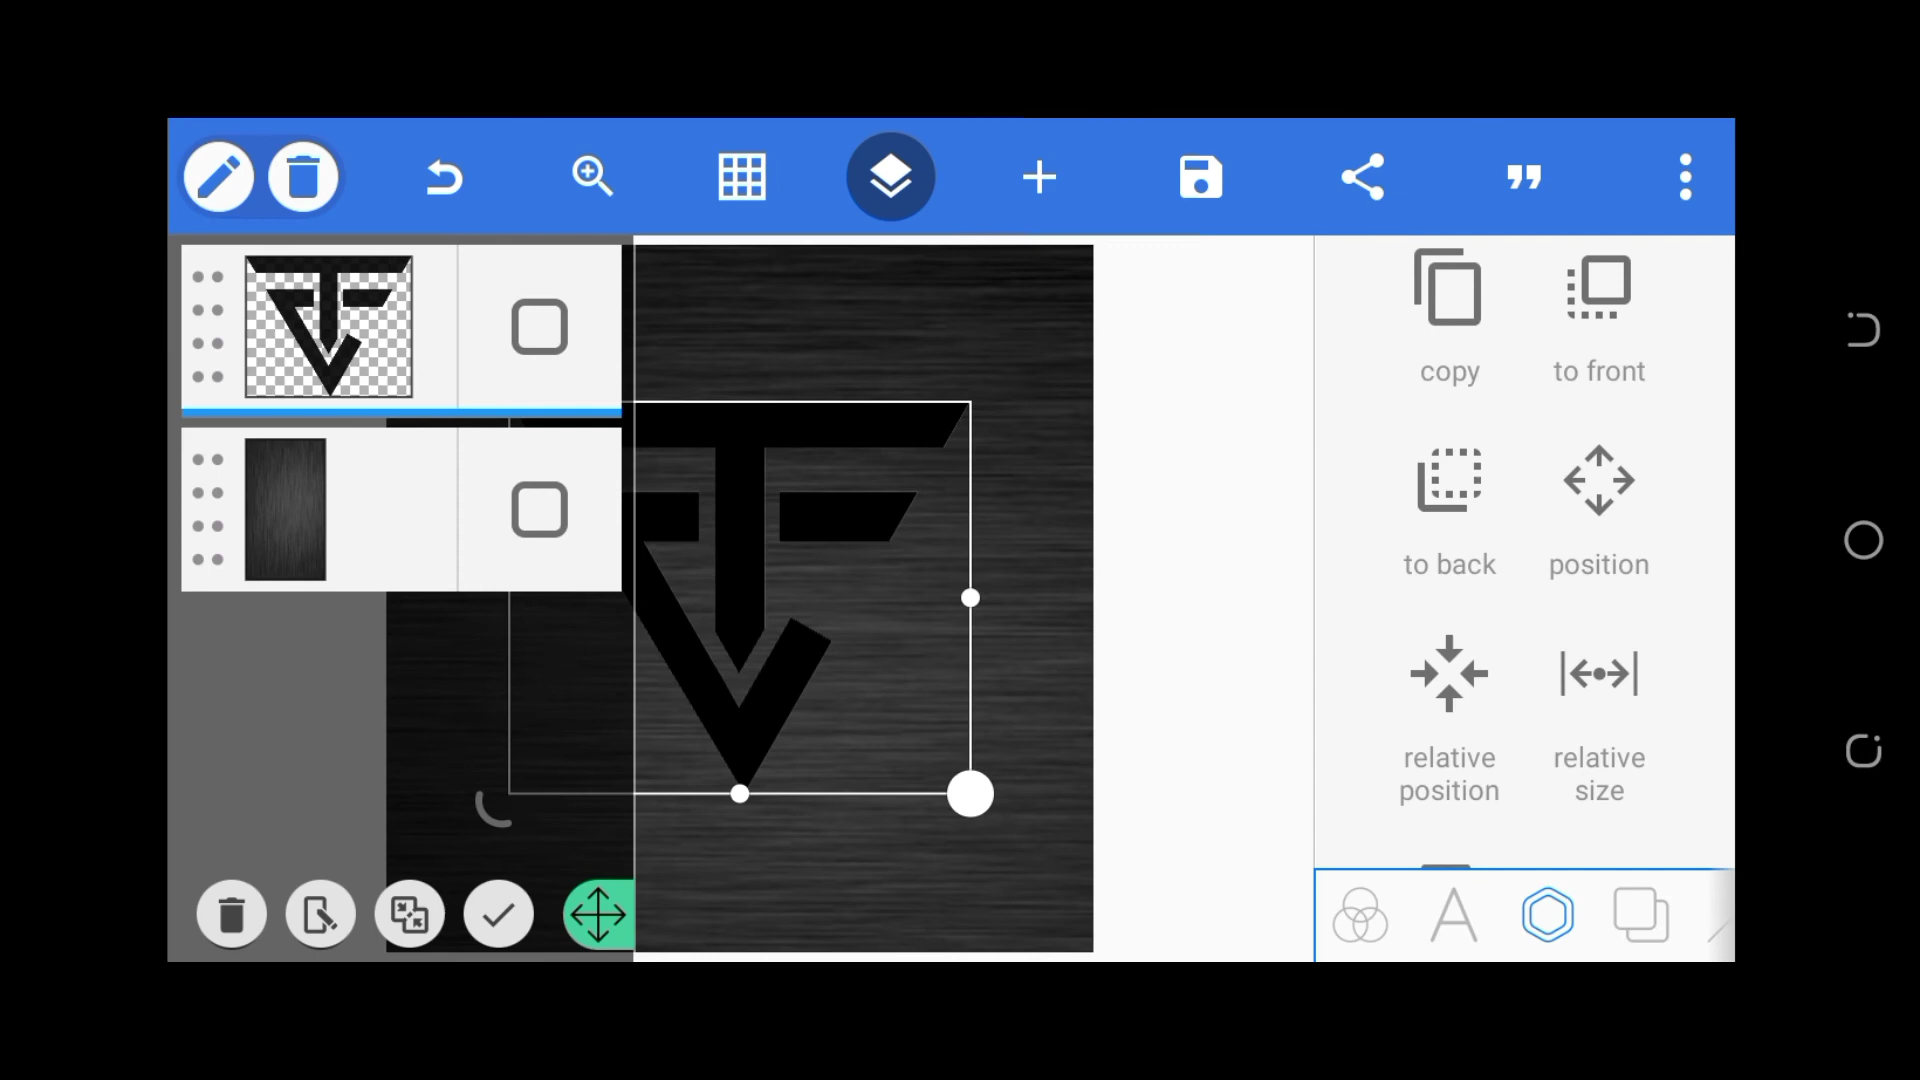 copy
to front
to back
position
relative
position
relative
size